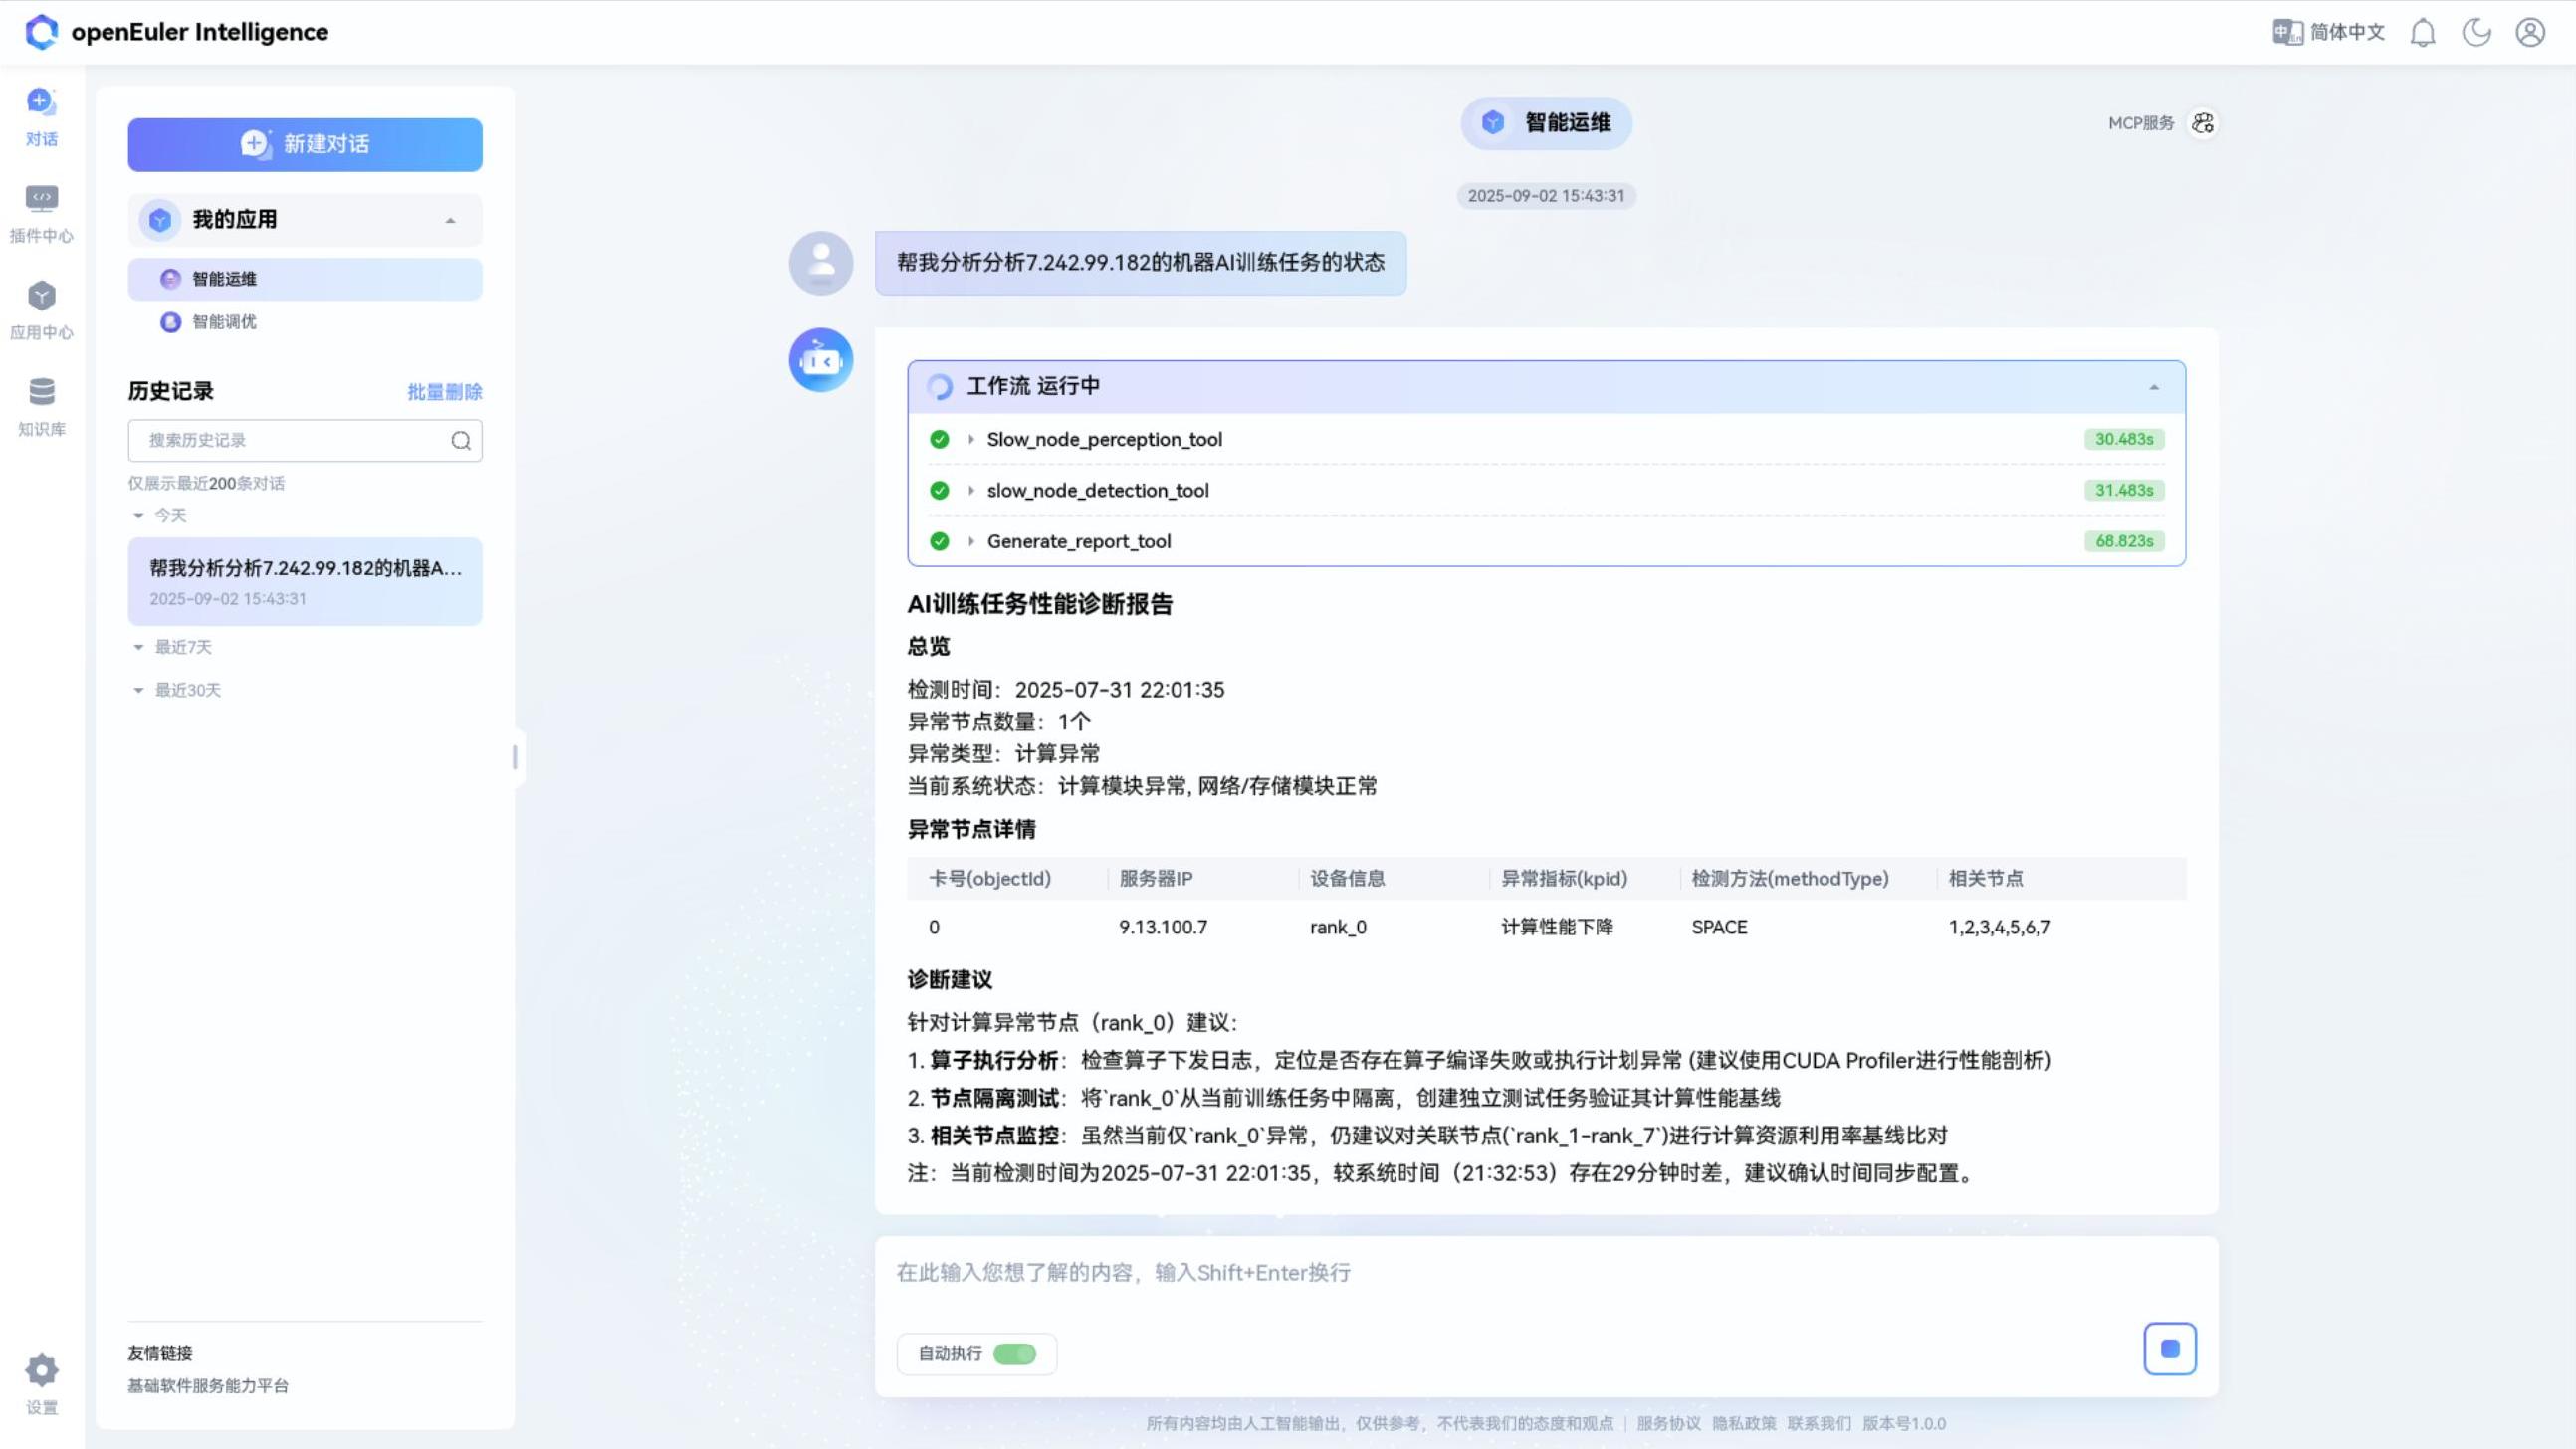 openEuler Intelligence
简体中文
对话
插件中心
应用中心
知识库
设置
新建对话
我的应用
智能运维
智能调优
历史记录
批量删除
搜索历史记录
仅展示最近200条对话
今天
帮我分析分析7.242.99.182的机器A...
2025-09-02 15:43:31
最近7天
最近30天
友情链接
基础软件服务能力平台
智能运维
MCP服务
2025-09-02 15:43:31
帮我分析分析7.242.99.182的机器AI训练任务的状态
工作流 运行中
Slow_node_perception_tool 30.483s
slow_node_detection_tool 31.483s
Generate_report_tool 68.823s
AI训练任务性能诊断报告
总览
检测时间：2025-07-31 22:01:35
异常节点数量：1个
异常类型：计算异常
当前系统状态：计算模块异常, 网络/存储模块正常
异常节点详情
卡号(objectId) 服务器IP 设备信息 异常指标(kpid) 检测方法(methodType) 相关节点
0 9.13.100.7 rank_0 计算性能下降 SPACE 1,2,3,4,5,6,7
诊断建议
针对计算异常节点（rank_0）建议：
1. 算子执行分析：检查算子下发日志，定位是否存在算子编译失败或执行计划异常 (建议使用CUDA Profiler进行性能剖析)
2. 节点隔离测试：将`rank_0`从当前训练任务中隔离，创建独立测试任务验证其计算性能基线
3. 相关节点监控：虽然当前仅`rank_0`异常，仍建议对关联节点(`rank_1-rank_7`)进行计算资源利用率基线比对
注：当前检测时间为2025-07-31 22:01:35，较系统时间（21:32:53）存在29分钟时差，建议确认时间同步配置。
在此输入您想了解的内容，输入Shift+Enter换行
自动执行
所有内容均由人工智能输出，仅供参考，不代表我们的态度和观点 | 服务协议 隐私政策 联系我们 版本号1.0.0